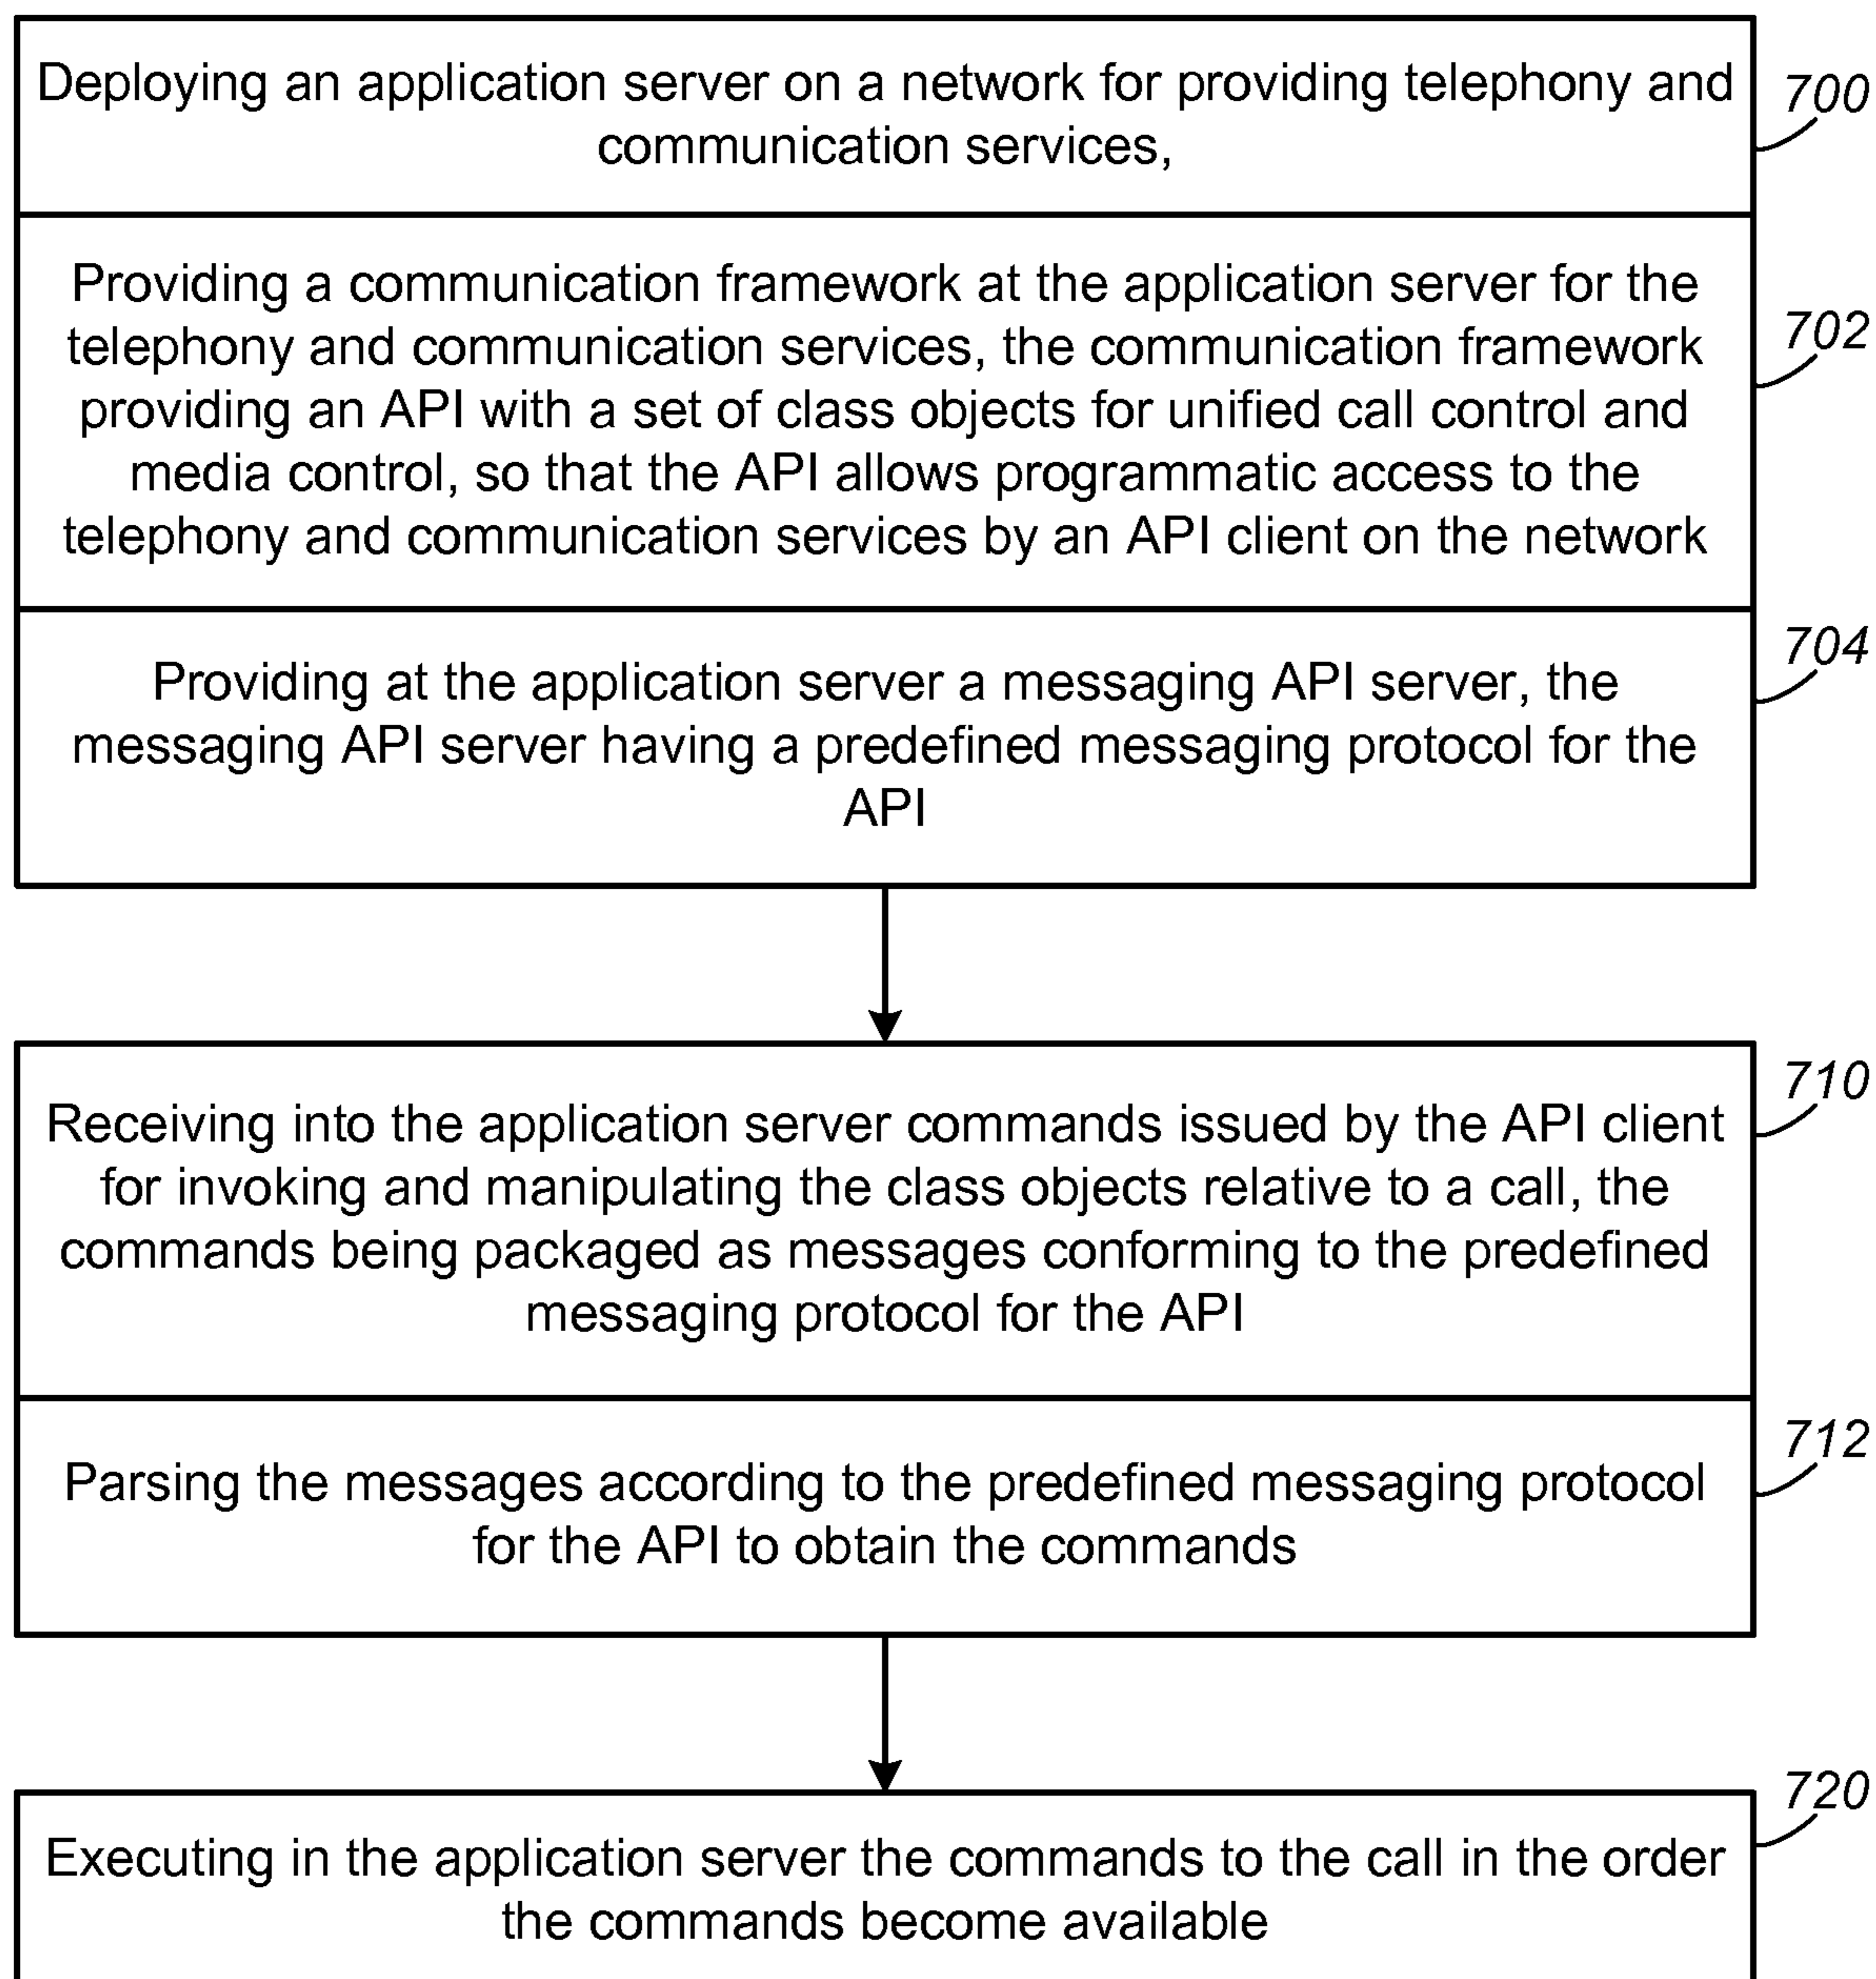 Deploying an application server on a network for providing telephony and
communication services,
700
Providing a communication framework at the application server for the
telephony and communication services, the communication framework
providing an API with a set of class objects for unified call control and
media control, so that the API allows programmatic access to the
telephony and communication services by an API client on the network
702
Providing at the application server a messaging API server, the
messaging API server having a predefined messaging protocol for the
API
704
Receiving into the application server commands issued by the API client
for invoking and manipulating the class objects relative to a call, the
commands being packaged as messages conforming to the predefined
messaging protocol for the API
710
Parsing the messages according to the predefined messaging protocol
for the API to obtain the commands
712
Executing in the application server the commands to the call in the order
the commands become available
720